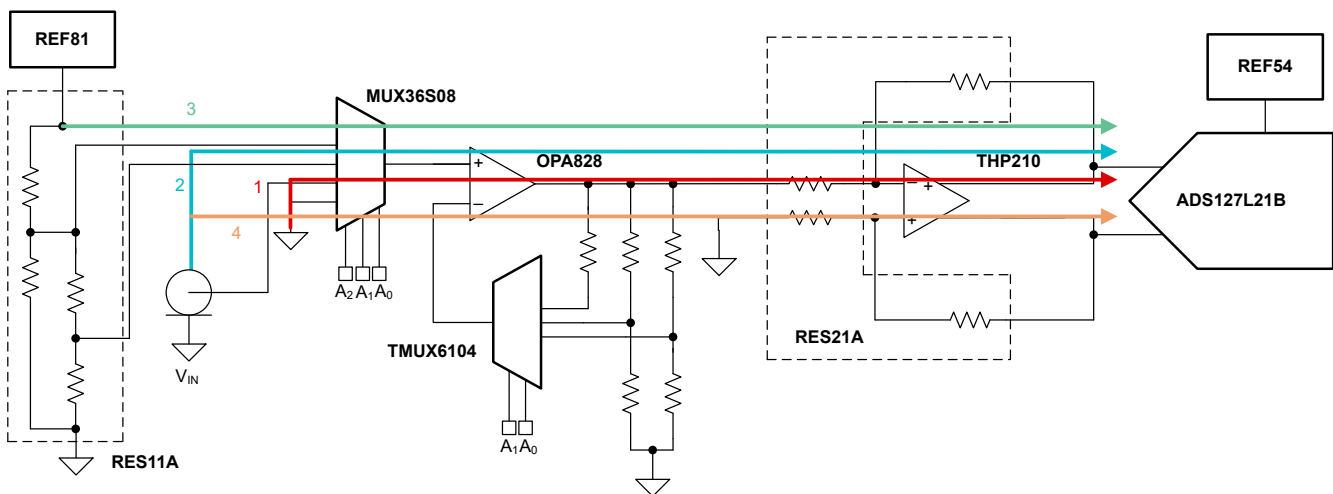 REF81
REF54
MUX36S08
3
OPA828
THP210
2
1
ADS127L21B
4
+
−
−
+
+
A2 A1 A0
VIN
TMUX6104
RES21A
A1 A0
RES11A